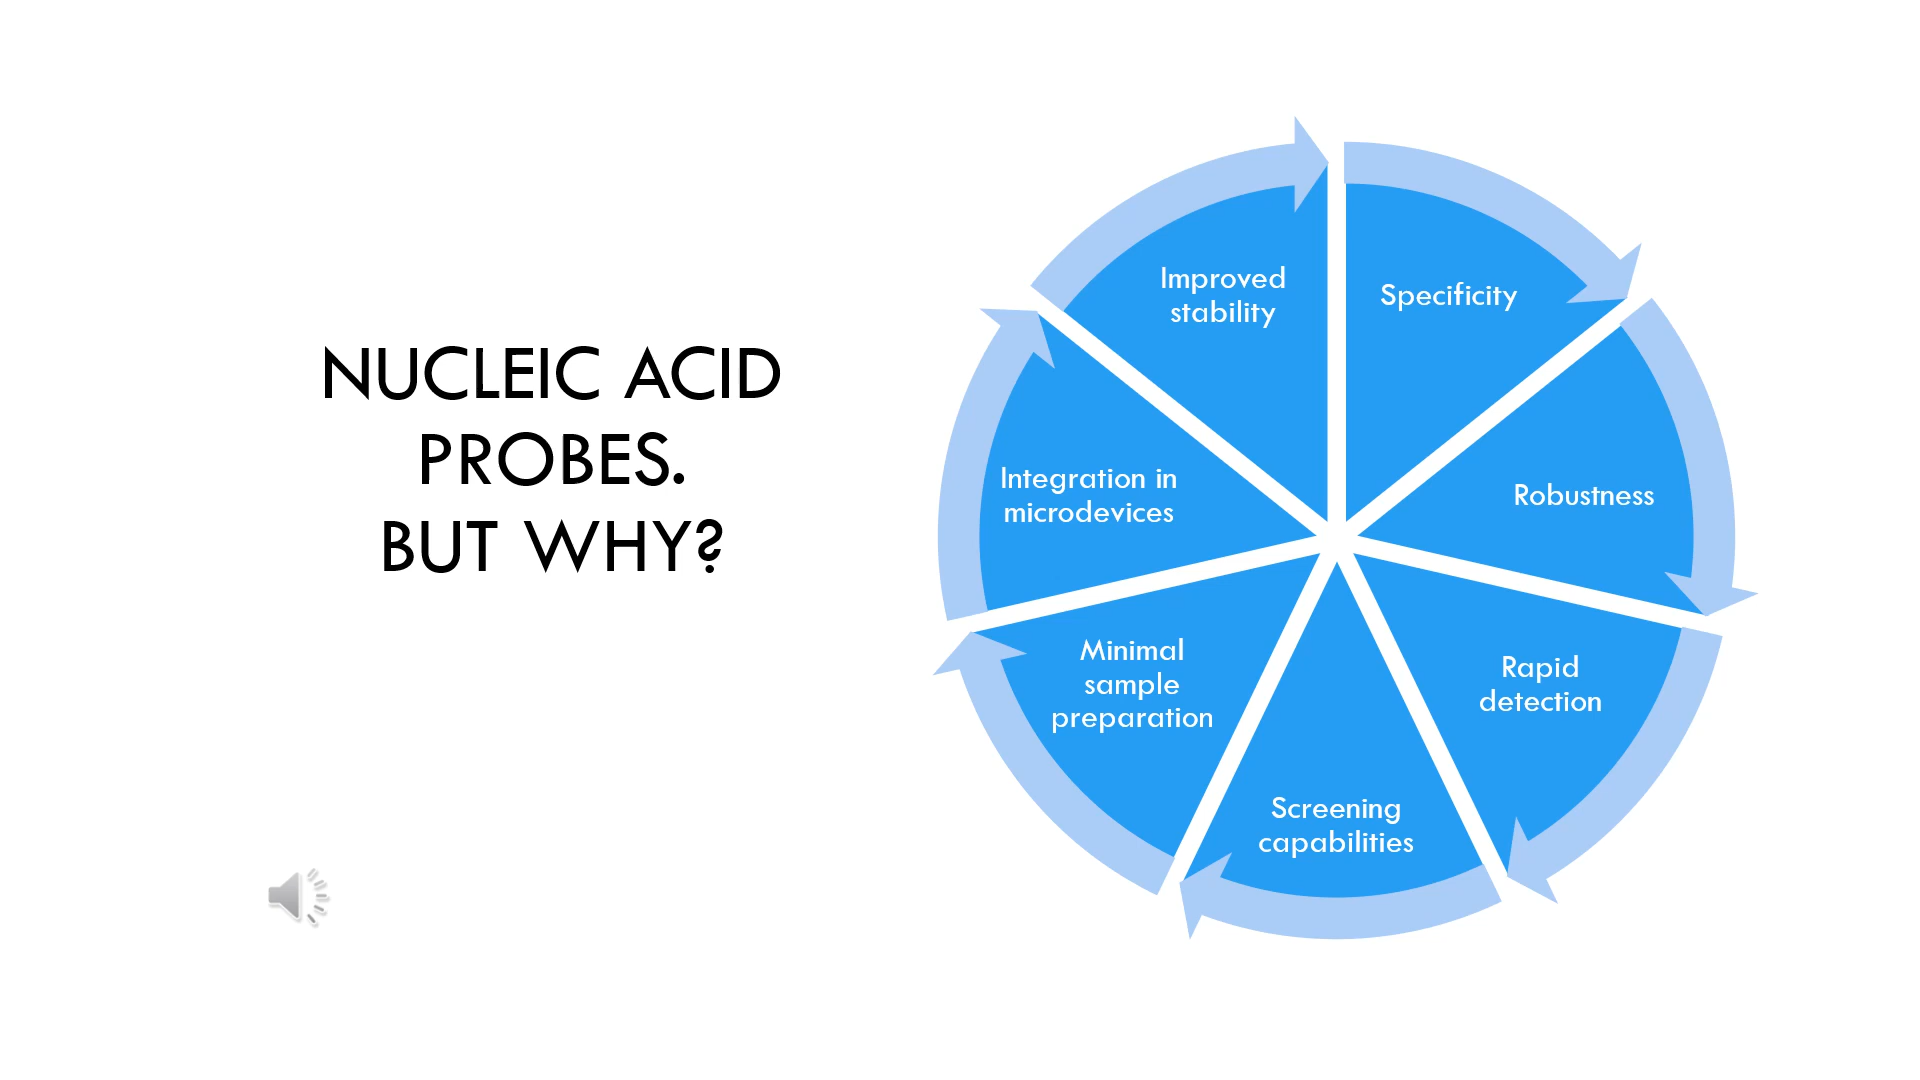 NUCLEIC ACID
PROBES.
BUT WHY?
Specificity
Robustness
Rapid
detection
Screening
capabilities
Minimal
sample
preparation
Integration in
microdevices
Improved
stability